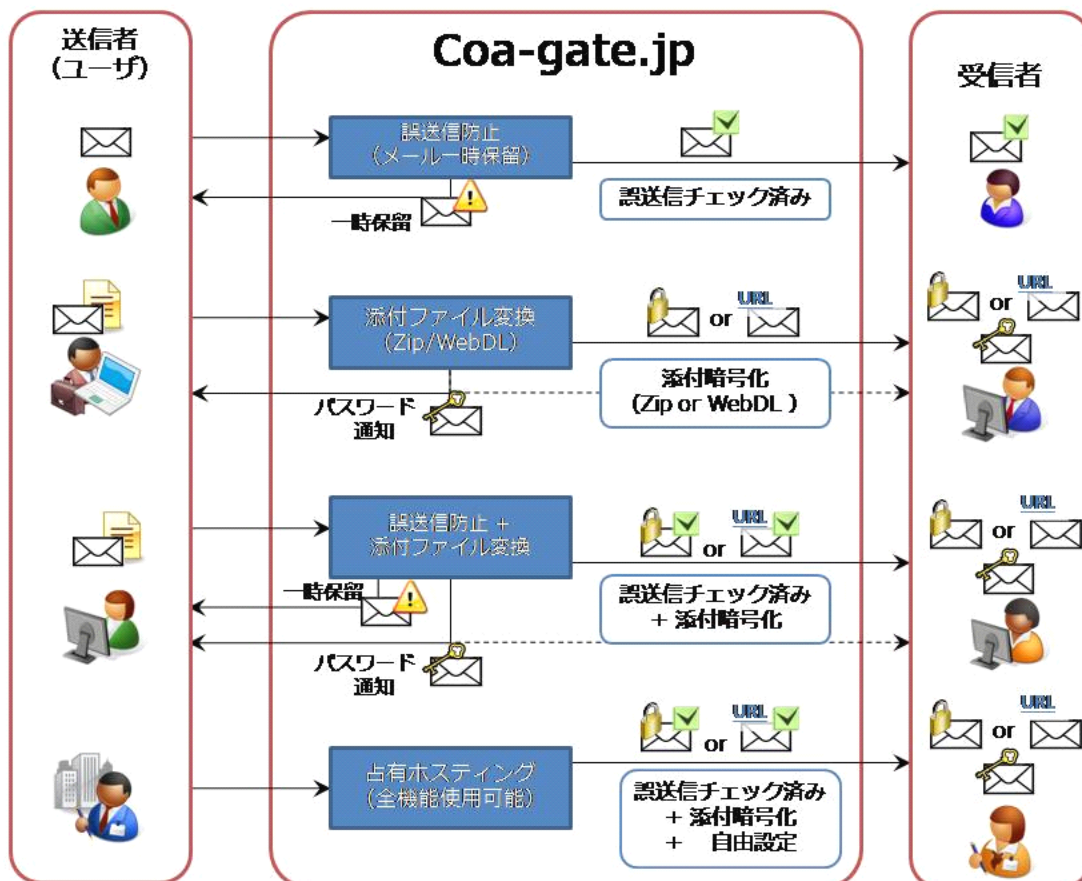 送信者
(ユーザ)
Coa-gate.jp
受信者
誤送信防止
(メール一時保留)
一時保留
誤送信チェック済み
添付ファイル変換
(Zip/WebDL)
URL
or
URL
or
パスワード
通知
添付暗号化
(Zip or WebDL )
誤送信防止 +
添付ファイル変換
URL
or
URL
or
一時保留
誤送信チェック済み
+ 添付暗号化
パスワード
通知
占有ホスティング
(全機能使用可能)
URL
or
URL
or
誤送信チェック済み
+ 添付暗号化
+ 自由設定